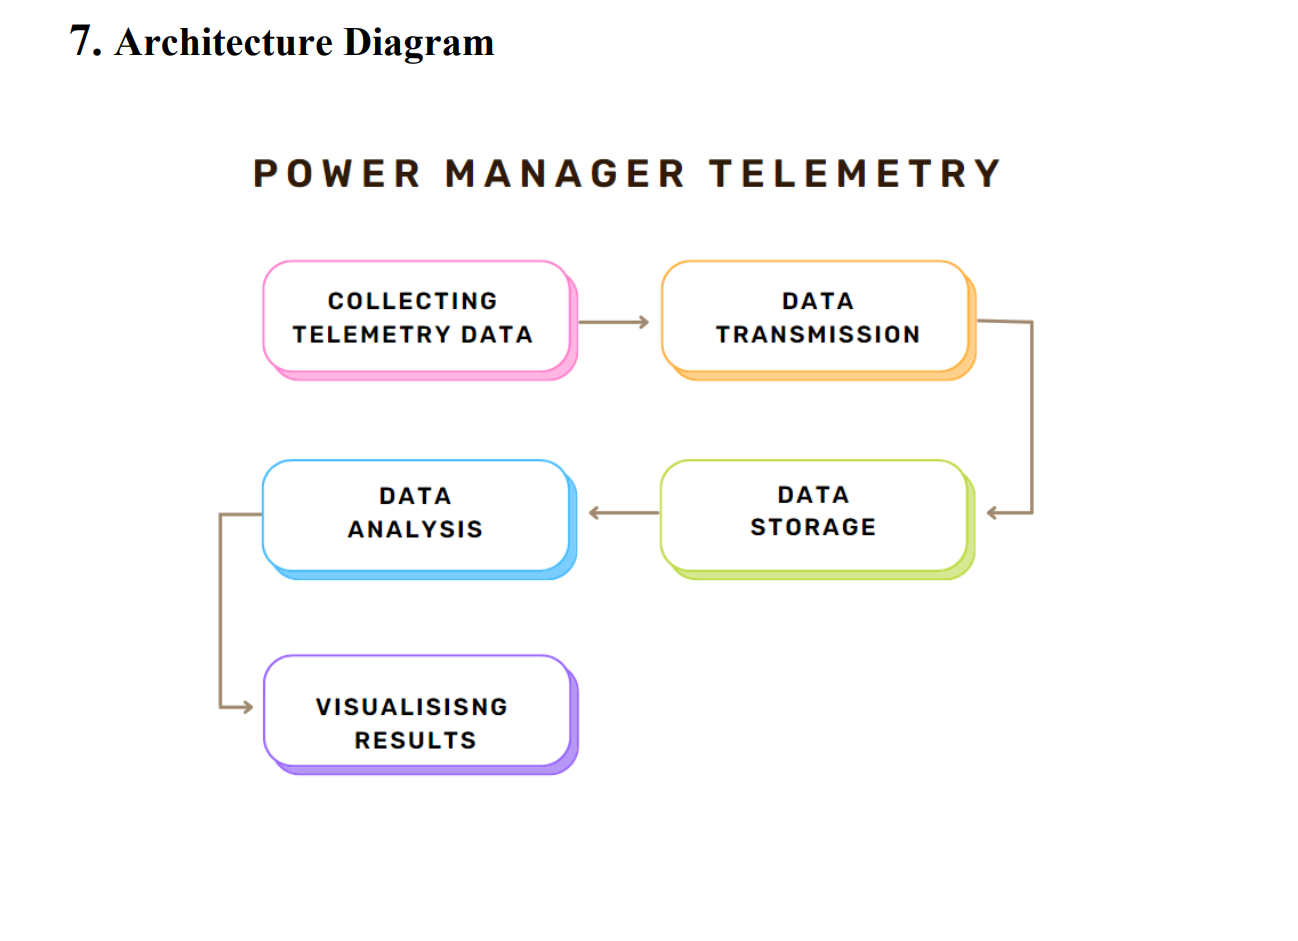 7. Architecture Diagram
POWER MANAGER TELEMETRY
COLLECTING
TELEMETRY DATA
DATA
TRANSMISSION
DATA
STORAGE
DATA
ANALYSIS
VISUALISISNG
RESULTS